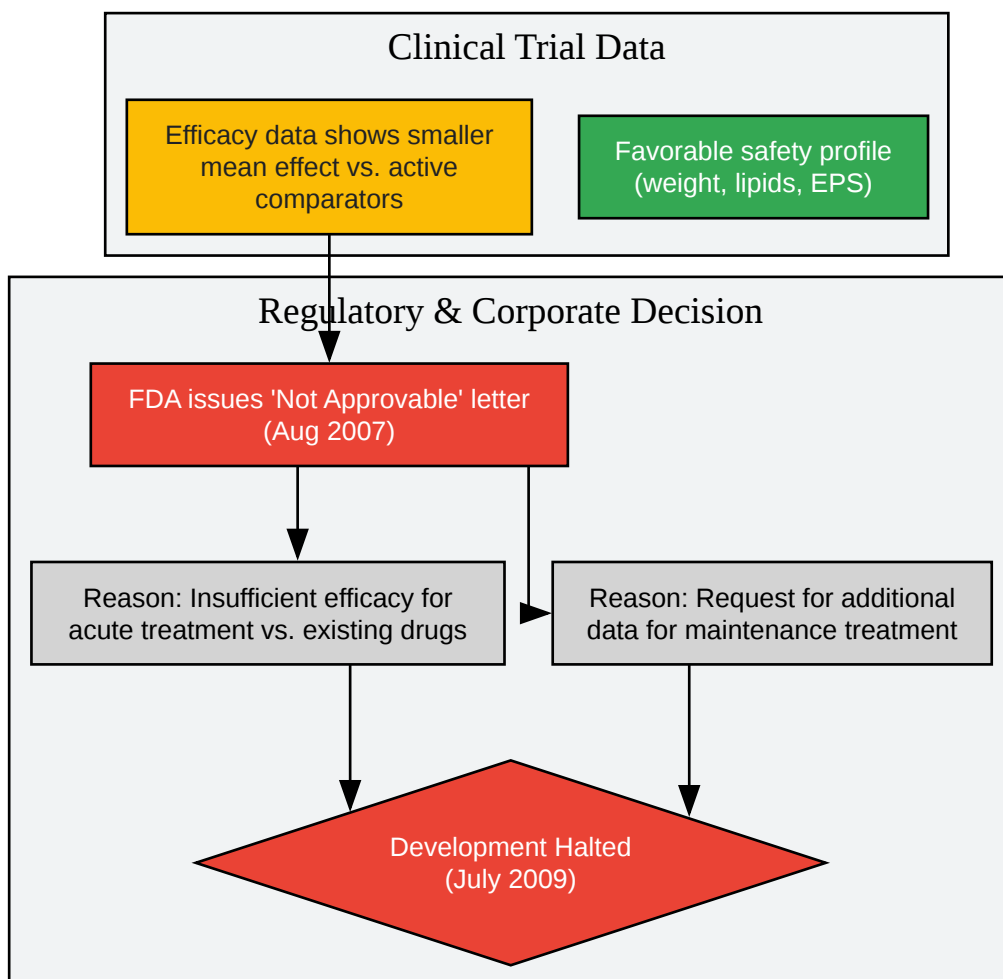 Clinical Trial Data
Efficacy data shows smaller
mean effect vs. active
comparators
Favorable safety profile
(weight, lipids, EPS)
Regulatory & Corporate Decision
FDA issues 'Not Approvable' letter
(Aug 2007)
Reason: Insufficient efficacy for
acute treatment vs. existing drugs
Reason: Request for additional
data for maintenance treatment
Development Halted
(July 2009)